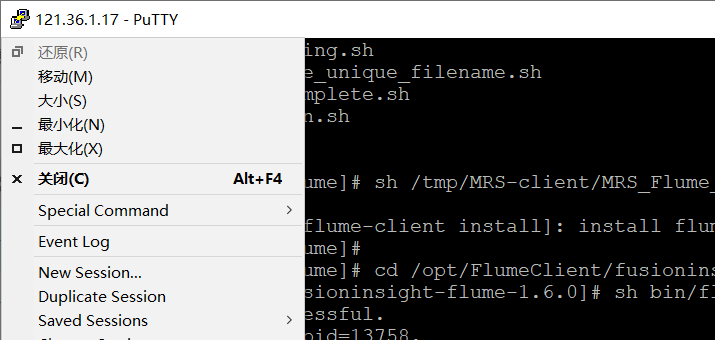 121.36.1.17 - PuTTY
还原(R)
移动(M)
大小(S)
最小化(N)
最大化(X)
关闭(C) Alt+F4
Special Command
Event Log
New Session...
Duplicate Session
Saved Sessions
ing.sh
e_unique_filename.sh
mplete.sh
n.sh
ume]# sh /tmp/MRS-client/MRS_Flume_
flume-client install]: install flum
ume]#
ume]# cd /opt/FlumeClient/fusionins
sioninsight-flume-1.6.0]# sh bin/fl
essful.
pid=13758.